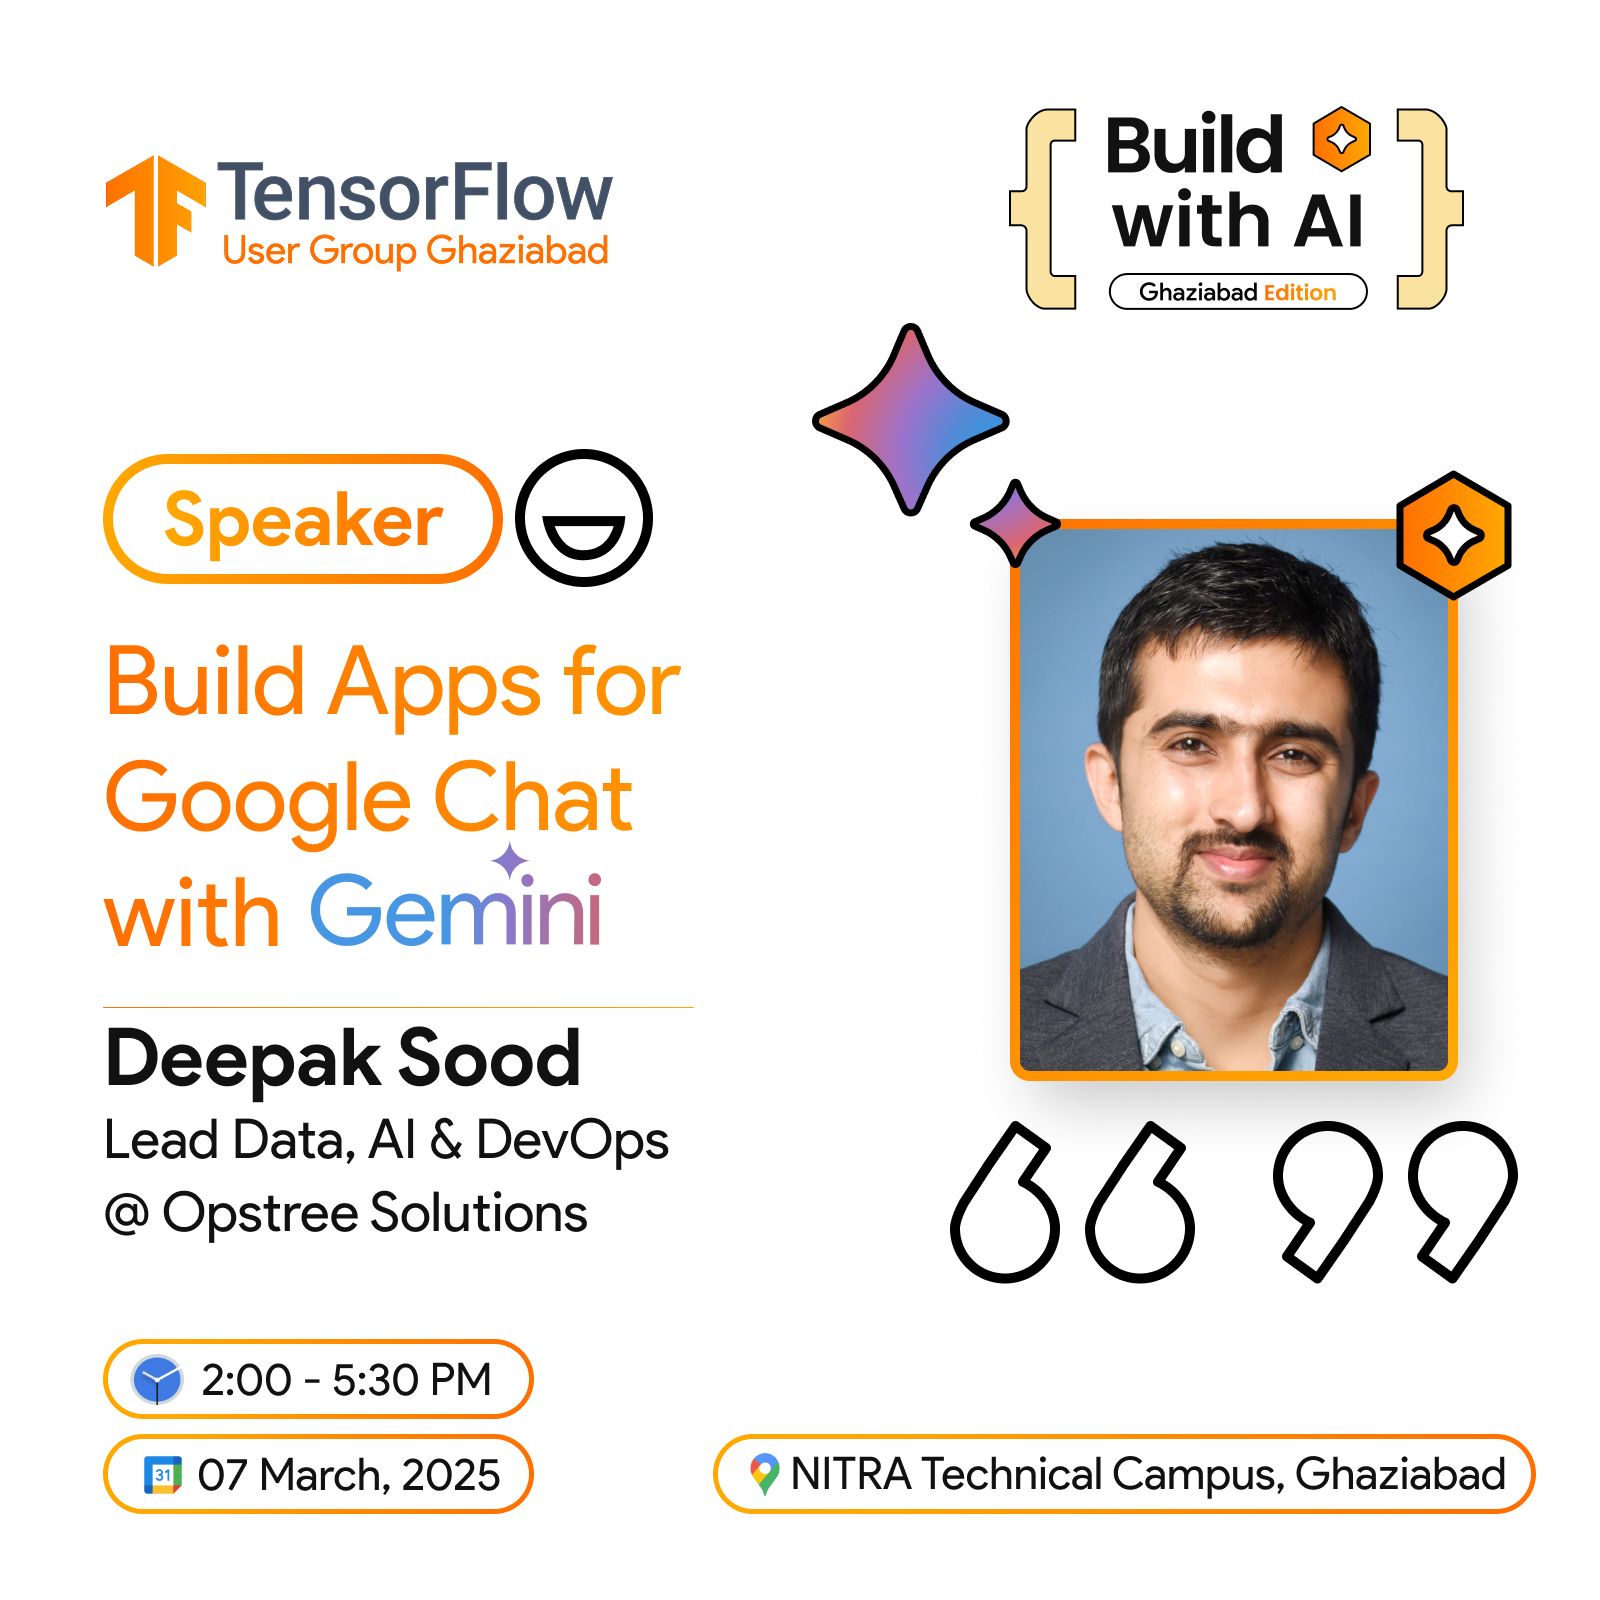 TensorFlow
User Group Ghaziabad
Build
with AI
Ghaziabad Edition
Speaker
Build Apps for
Google Chat
with Gemini
Deepak Sood
Lead Data, AI & DevOps
@ Opstree Solutions
2:00 - 5:30 PM
31
07 March, 2025
NITRA Technical Campus, Ghaziabad